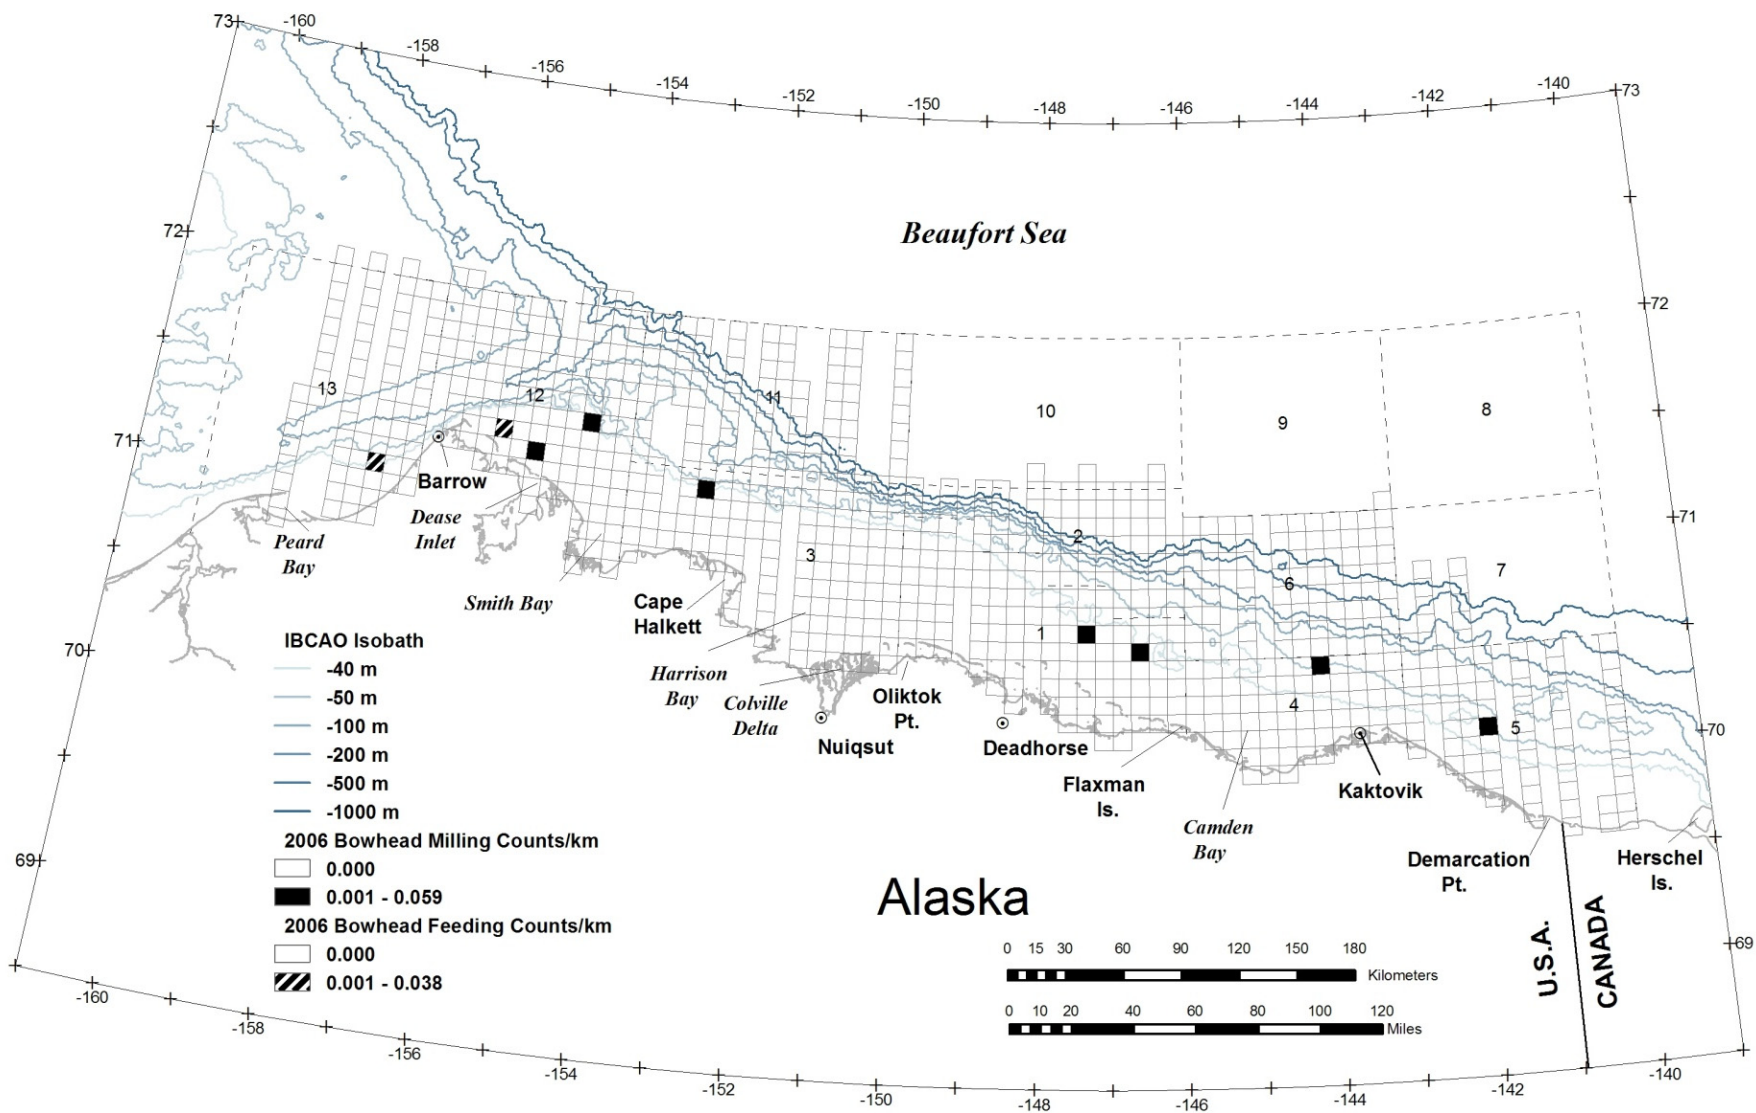 73
-160
-158
-156
-154
-152
-150
-148
-146
-144
-142
-140
73
72
Beaufort Sea
72
13
12
11
10
9
8
71
Barrow
Dease
Inlet
Peard
Bay
Smith Bay
Cape
Halkett
3
2
6
7
71
1
4
5
70
Harrison
Bay
Colville
Delta
Oliktok
Pt.
Nuiqsut
Deadhorse
Flaxman
Is.
Camden
Bay
Kaktovik
Demarcation
Pt.
Herschel
Is.
70
IBCAO Isobath
-40 m
-50 m
-100 m
-200 m
-500 m
-1000 m
2006 Bowhead Milling Counts/km
0.000
0.001 - 0.059
2006 Bowhead Feeding Counts/km
0.000
0.001 - 0.038
69
Alaska
U.S.A.
CANADA
69
0 15 30 60 90 120 150 180
Kilometers
0 10 20 40 60 80 100 120
Miles
-160
-158
-156
-154
-152
-150
-148
-146
-144
-142
-140